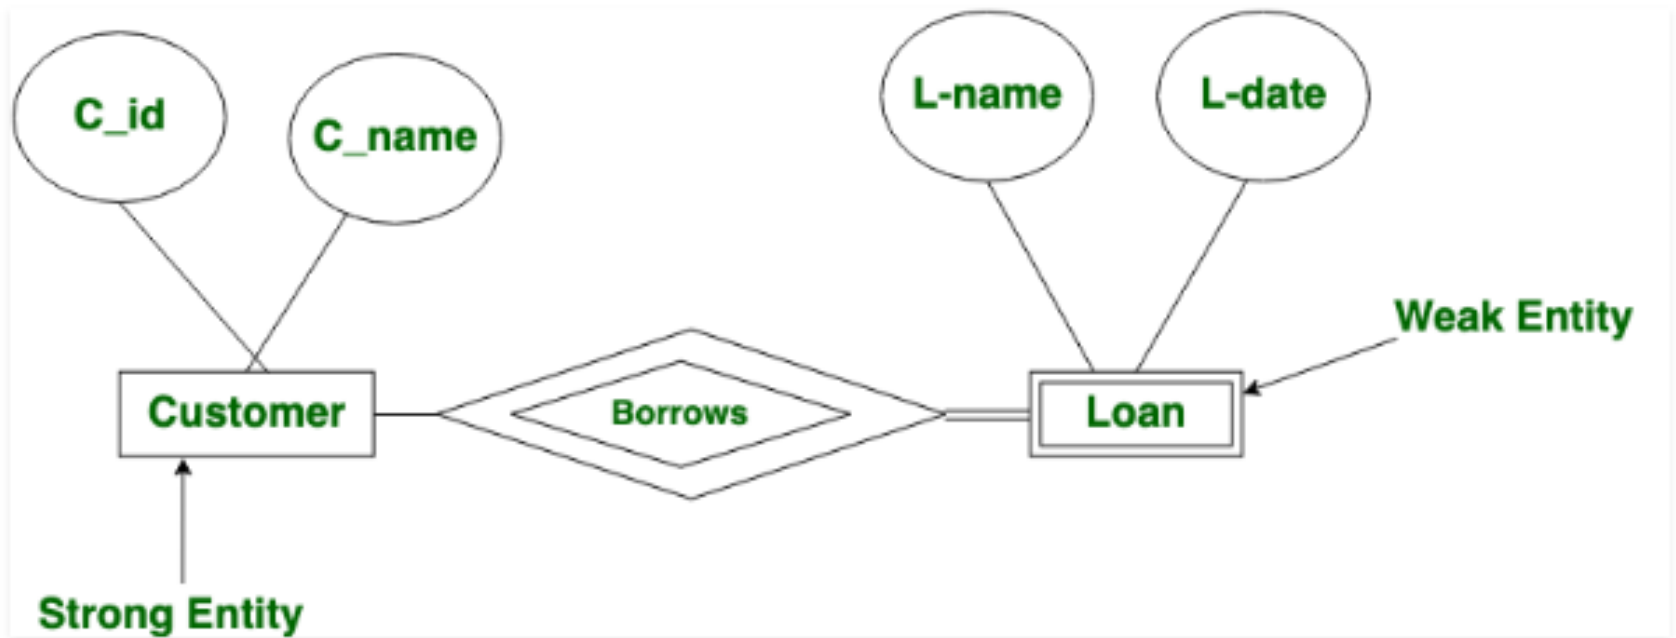 C_id
C_name
L-name
L-date
Weak Entity
Customer
Borrows
Loan
Strong Entity